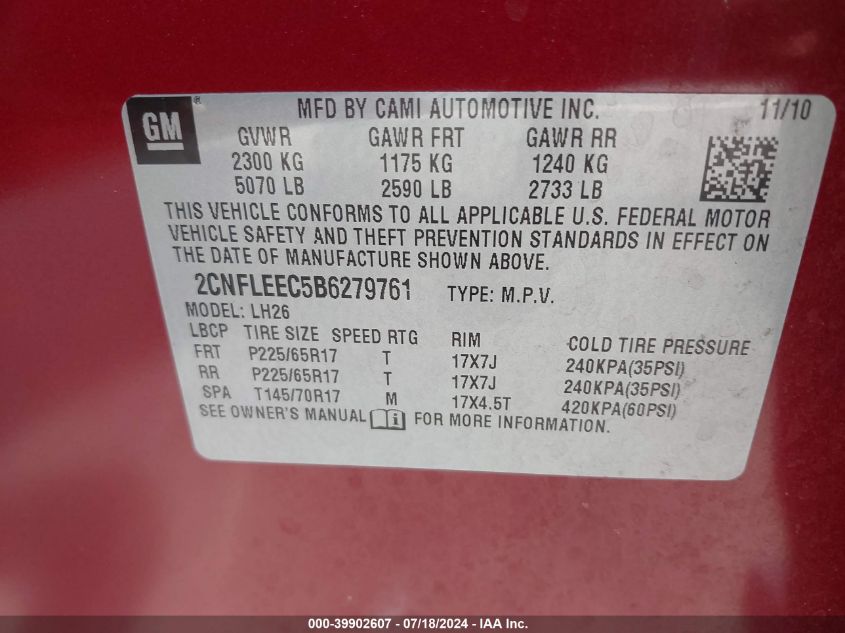 GM® MFD BY CAMI AUTOMOTIVE INC. 11/10
GVWR GAWR FRT GAWR RR
2300 KG 1175 KG 1240 KG
5070 LB 2590 LB 2733 LB
THIS VEHICLE CONFORMS TO ALL APPLICABLE U.S. FEDERAL MOTOR
VEHICLE SAFETY AND THEFT PREVENTION STANDARDS IN EFFECT ON
THE DATE OF MANUFACTURE SHOWN ABOVE.
2CNFLEEC5B6279761 TYPE: M.P.V.
MODEL: LH26
LBCP TIRE SIZE SPEED RTG RIM COLD TIRE PRESSURE
FRT P225/65R17 T 17X7J 240KPA(35PSI)
RR P225/65R17 T 17X7J 240KPA(35PSI)
SPA T145/70R17 M 17X4.5T 420KPA(60PSI)
SEE OWNER'S MANUAL i FOR MORE INFORMATION.
000-39902607 - 07/18/2024 - IAA Inc.